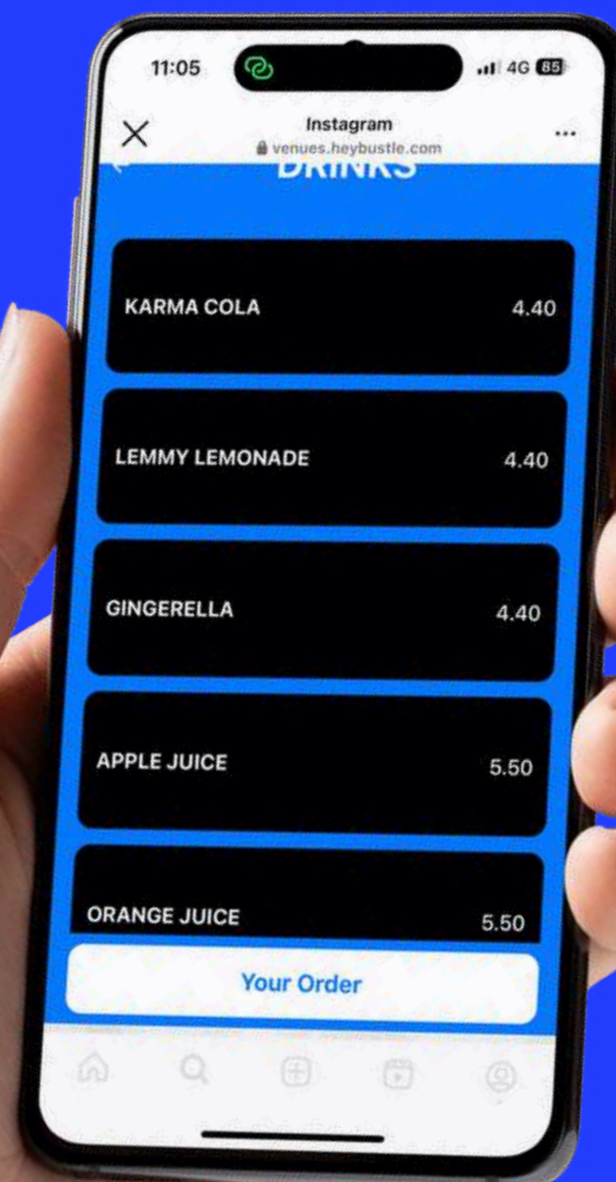 11:05 4G 85
Instagram
venues.heybustle.com
DRINKS
KARMA COLA 4.40
LEMMY LEMONADE 4.40
GINGERELLA 4.40
APPLE JUICE 5.50
ORANGE JUICE 5.50
Your Order